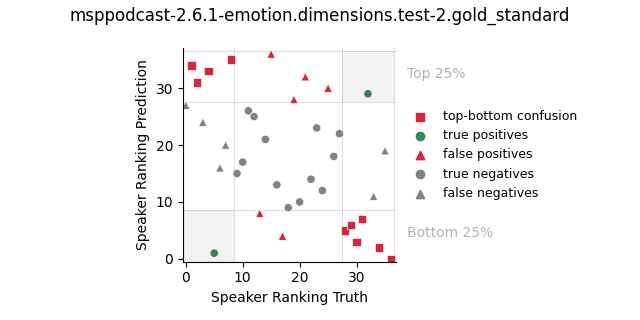 msppodcast-2.6.1-emotion.dimensions.test-2.gold_standard
Speaker Ranking Prediction
30
20
10
0
0 10 20 30
Speaker Ranking Truth
Top 25%
top-bottom confusion
true positives
false positives
true negatives
false negatives
Bottom 25%